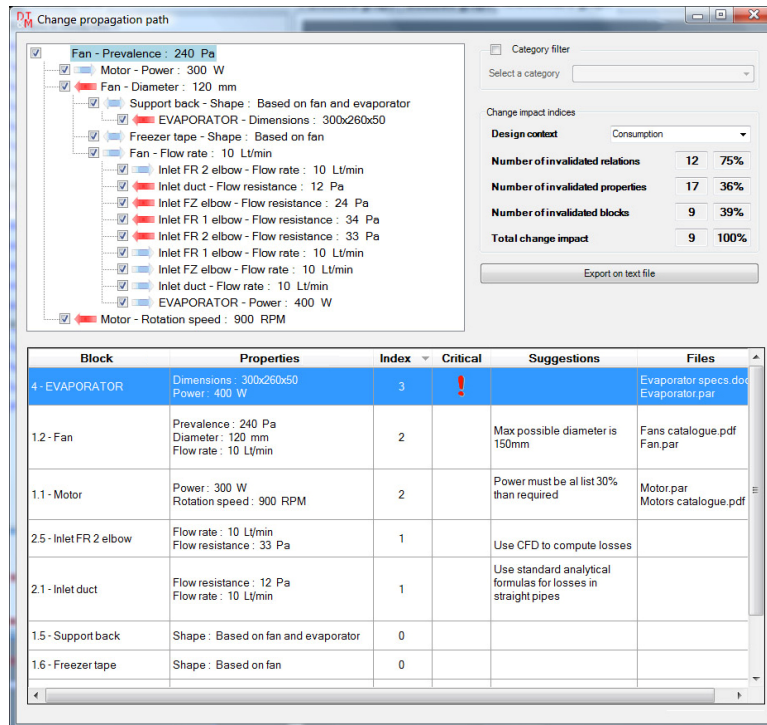 DT
M
Change propagation path
Fan - Prevalence : 240 Pa
Motor - Power : 300 W
Fan - Diameter : 120 mm
Support back - Shape : Based on fan and evaporator
EVAPORATOR - Dimensions : 300x260x50
Freezer tape - Shape : Based on fan
Fan - Flow rate : 10 Lt/min
Inlet FR 2 elbow - Flow rate : 10 Lt/min
Inlet duct - Flow resistance : 12 Pa
Inlet FZ elbow - Flow resistance : 24 Pa
Inlet FR 1 elbow - Flow resistance : 34 Pa
Inlet FR 2 elbow - Flow resistance : 33 Pa
Inlet FR 1 elbow - Flow rate : 10 Lt/min
Inlet FZ elbow - Flow rate : 10 Lt/min
Inlet duct - Flow rate : 10 Lt/min
EVAPORATOR - Power : 400 W
Motor - Rotation speed : 900 RPM
Category filter
Select a category
Change impact indices
Design context Consumption
Number of invalidated relations 12 75%
Number of invalidated properties 17 36%
Number of invalidated blocks 9 39%
Total change impact 9 100%
Export on text file
Block Properties Index Critical Suggestions Files
4 - EVAPORATOR
Dimensions : 300x260x50
Power : 400 W
3
Evaporator specs.doc
Evaporator.par
1.2 - Fan
Prevalence : 240 Pa
Diameter : 120 mm
Flow rate : 10 Lt/min
2
Max possible diameter is
150mm
Fans catalogue.pdf
Fan.par
1.1 - Motor
Power : 300 W
Rotation speed : 900 RPM
2
Power must be al list 30%
than required
Motor.par
Motors catalogue.pdf
2.5 - Inlet FR 2 elbow
Flow rate : 10 Lt/min
Flow resistance : 33 Pa
1
Use CFD to compute losses
2.1 - Inlet duct
Flow resistance : 12 Pa
Flow rate : 10 Lt/min
1
Use standard analytical
formulas for losses in
straight pipes
1.5 - Support back
Shape : Based on fan and evaporator
0
1.6 - Freezer tape
Shape : Based on fan
0